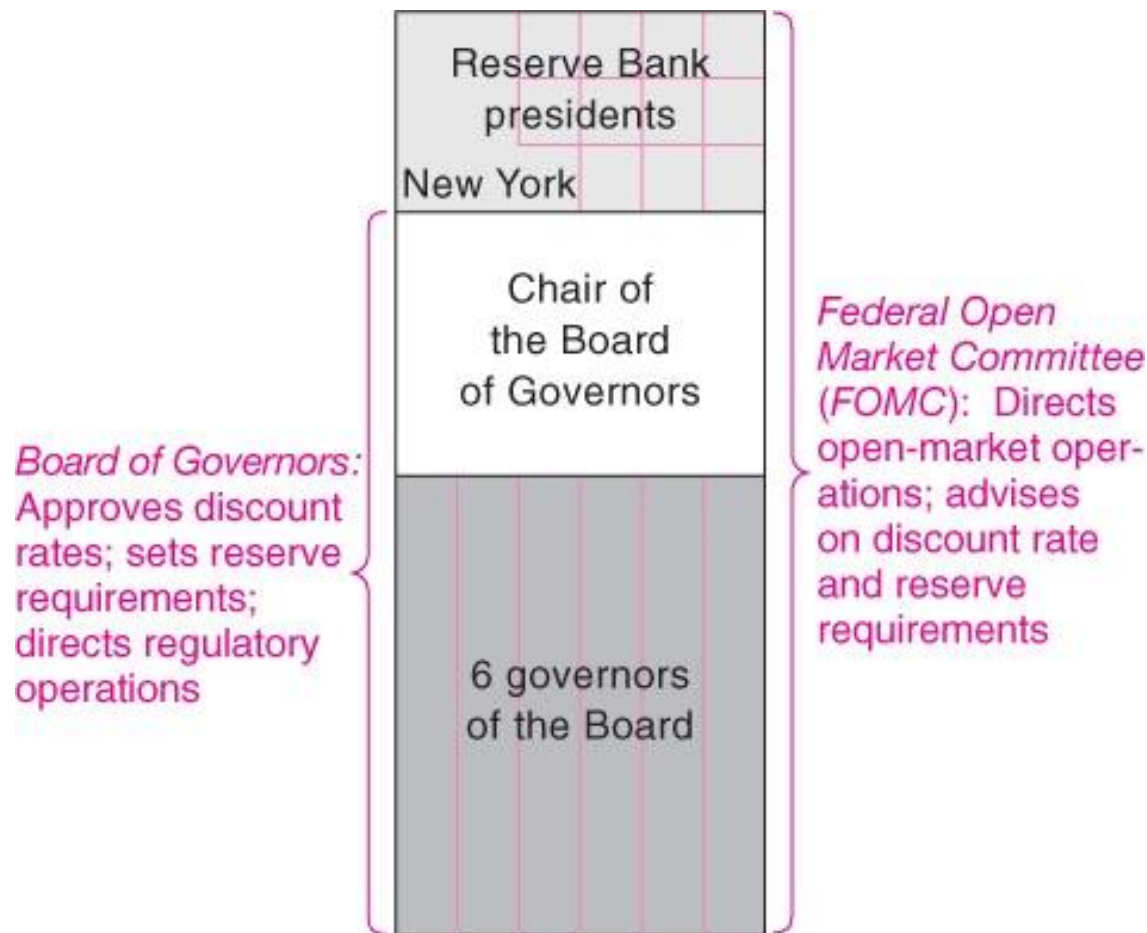 Reserve Bank
presidents
New York
Chair of
the Board
of Governors
6 governors
of the Board
Board of Governors:
Approves discount
rates; sets reserve
requirements;
directs regulatory
operations
Federal Open
Market Committee
(FOMC): Directs
open-market oper-
ations; advises
on discount rate
and reserve
requirements